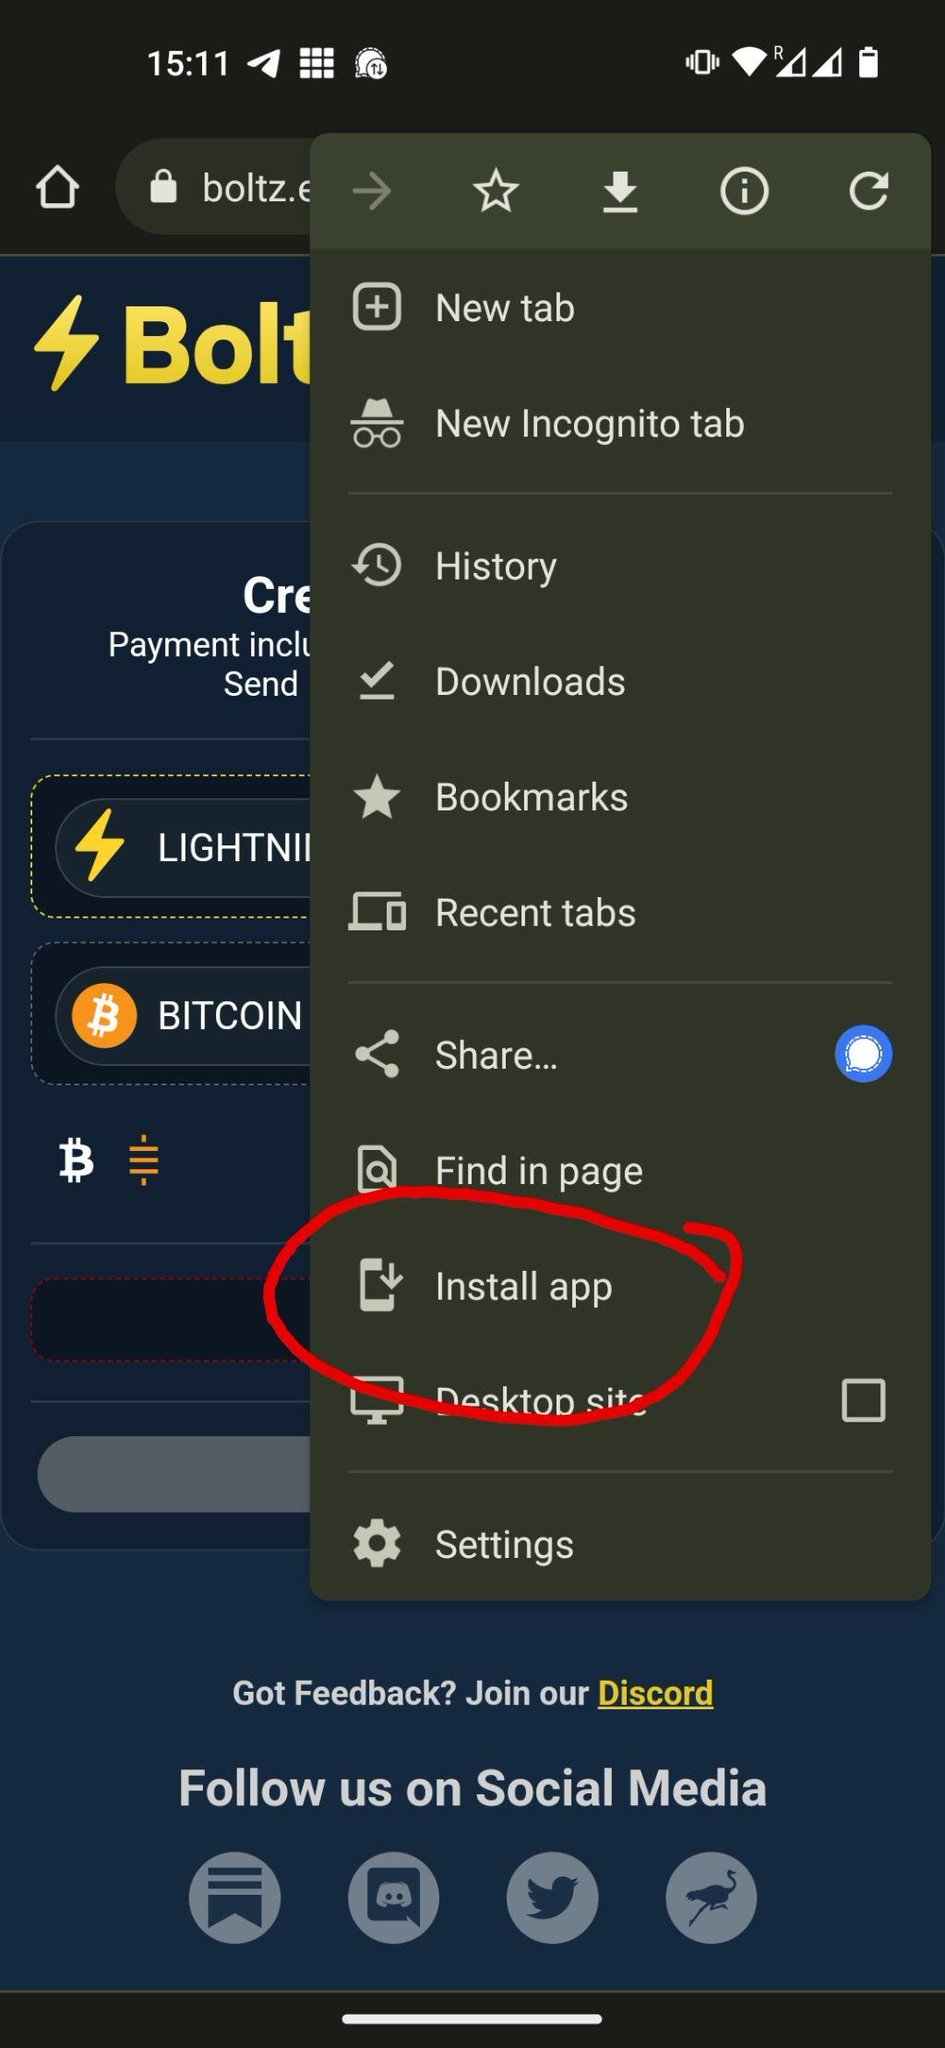 15:11
R
boltz.e
Bolt
New tab
New Incognito tab
History
Downloads
Bookmarks
Recent tabs
Share...
Find in page
Install app
Desktop site
Settings
Cre
Payment inclu
Send
LIGHTNI
BITCOIN
Got Feedback? Join our Discord
Follow us on Social Media